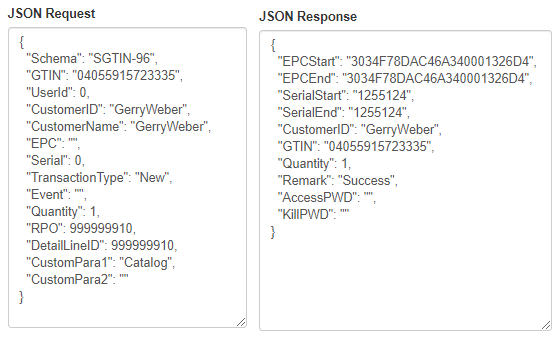 JSON Request
{
"Schema": "SGTIN-96",
"GTIN": "04055915723335",
"UserId": 0,
"CustomerID": "GerryWeber",
"CustomerName": "GerryWeber",
"EPC": "",
"Serial": 0,
"TransactionType": "New",
"Event": "",
"Quantity": 1,
"RPO": 999999910,
"DetailLineID": 999999910,
"CustomPara1": "Catalog",
"CustomPara2": ""
}
JSON Response
{
"EPCStart": "3034F78DAC46A340001326D4",
"EPCEnd": "3034F78DAC46A340001326D4",
"SerialStart": "1255124",
"SerialEnd": "1255124",
"CustomerID": "GerryWeber",
"GTIN": "04055915723335",
"Quantity": 1,
"Remark": "Success",
"AccessPWD": "",
"KillPWD": ""
}